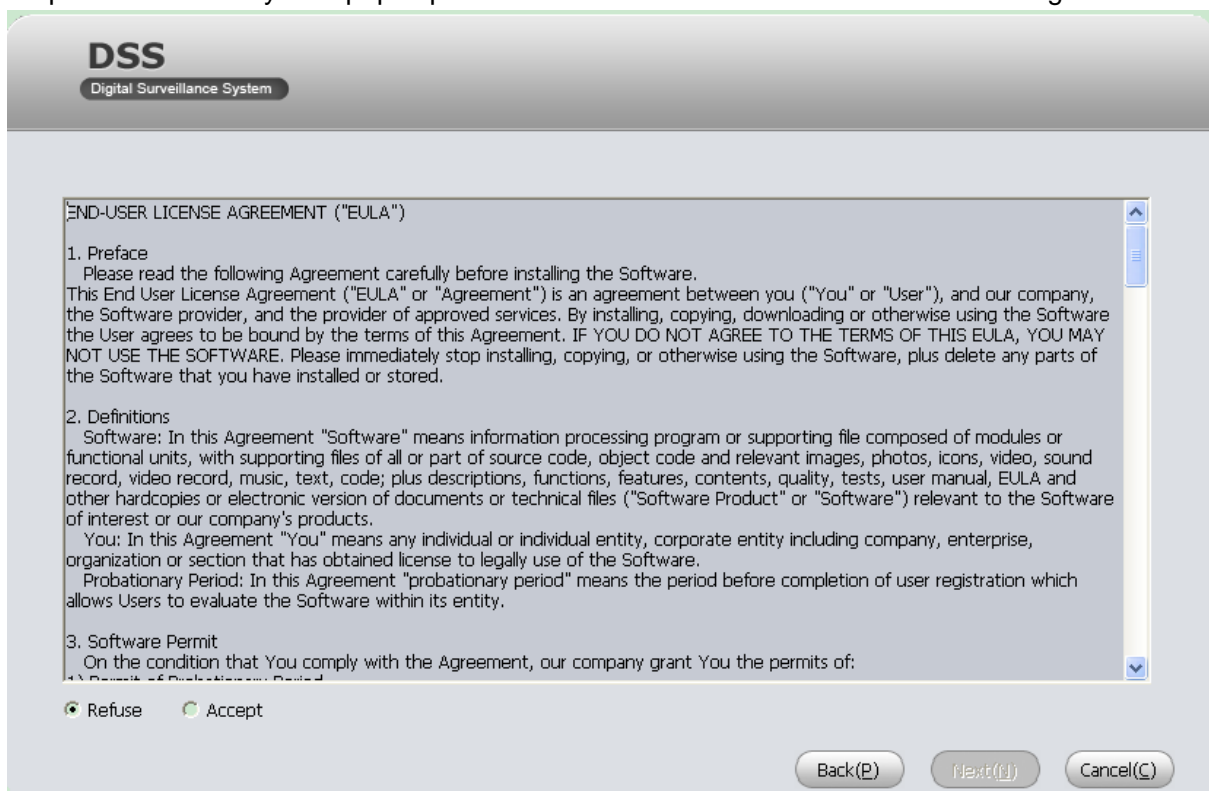 DSS
Digital Surveillance System
END-USER LICENSE AGREEMENT ("EULA")
1. Preface
Please read the following Agreement carefully before installing the Software.
This End User License Agreement ("EULA" or "Agreement") is an agreement between you ("You" or "User"), and our company,
the Software provider, and the provider of approved services. By installing, copying, downloading or otherwise using the Software
the User agrees to be bound by the terms of this Agreement. IF YOU DO NOT AGREE TO THE TERMS OF THIS EULA, YOU MAY
NOT USE THE SOFTWARE. Please immediately stop installing, copying, or otherwise using the Software, plus delete any parts of
the Software that you have installed or stored.
2. Definitions
Software: In this Agreement "Software" means information processing program or supporting file composed of modules or
functional units, with supporting files of all or part of source code, object code and relevant images, photos, icons, video, sound
record, video record, music, text, code; plus descriptions, functions, features, contents, quality, tests, user manual, EULA and
other hardcopies or electronic version of documents or technical files ("Software Product" or "Software") relevant to the Software
of interest or our company's products.
You: In this Agreement "You" means any individual or individual entity, corporate entity including company, enterprise,
organization or section that has obtained license to legally use of the Software.
Probationary Period: In this Agreement "probationary period" means the period before completion of user registration which
allows Users to evaluate the Software within its entity.
3. Software Permit
On the condition that You comply with the Agreement, our company grant You the permits of:
1) Permit of Probationary Period
Refuse Accept
Back(P) Next(N) Cancel(C)